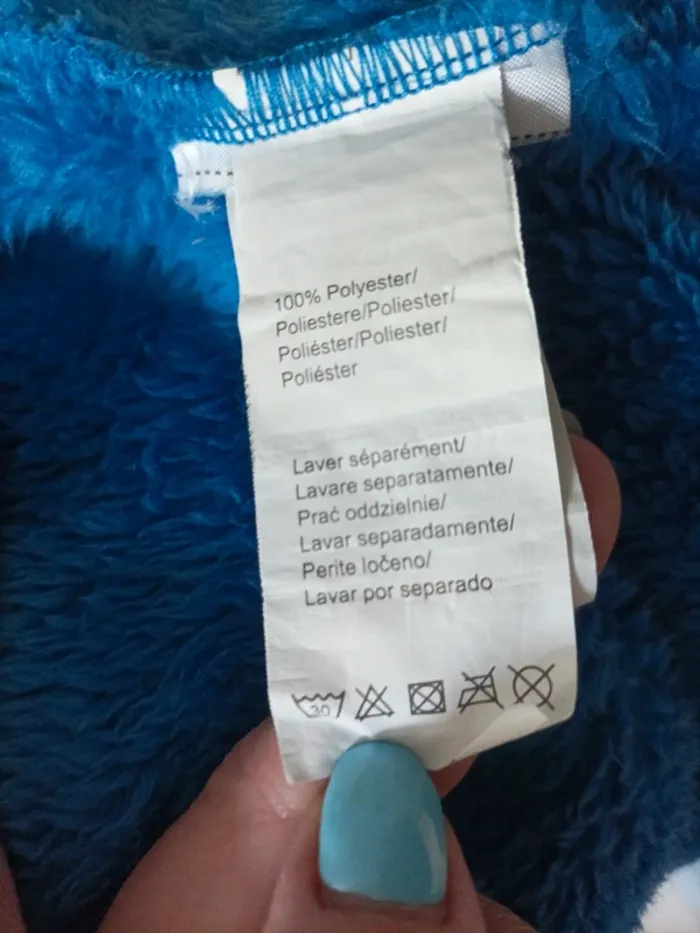 100% Polyester/
Poliestere/Poliester/
Poliéster/Poliester/
Poliéster
Laver séparément/
Lavare separatamente/
Prać oddzielnie/
Lavar separadamente/
Perite ločeno/
Lavar por separado
30